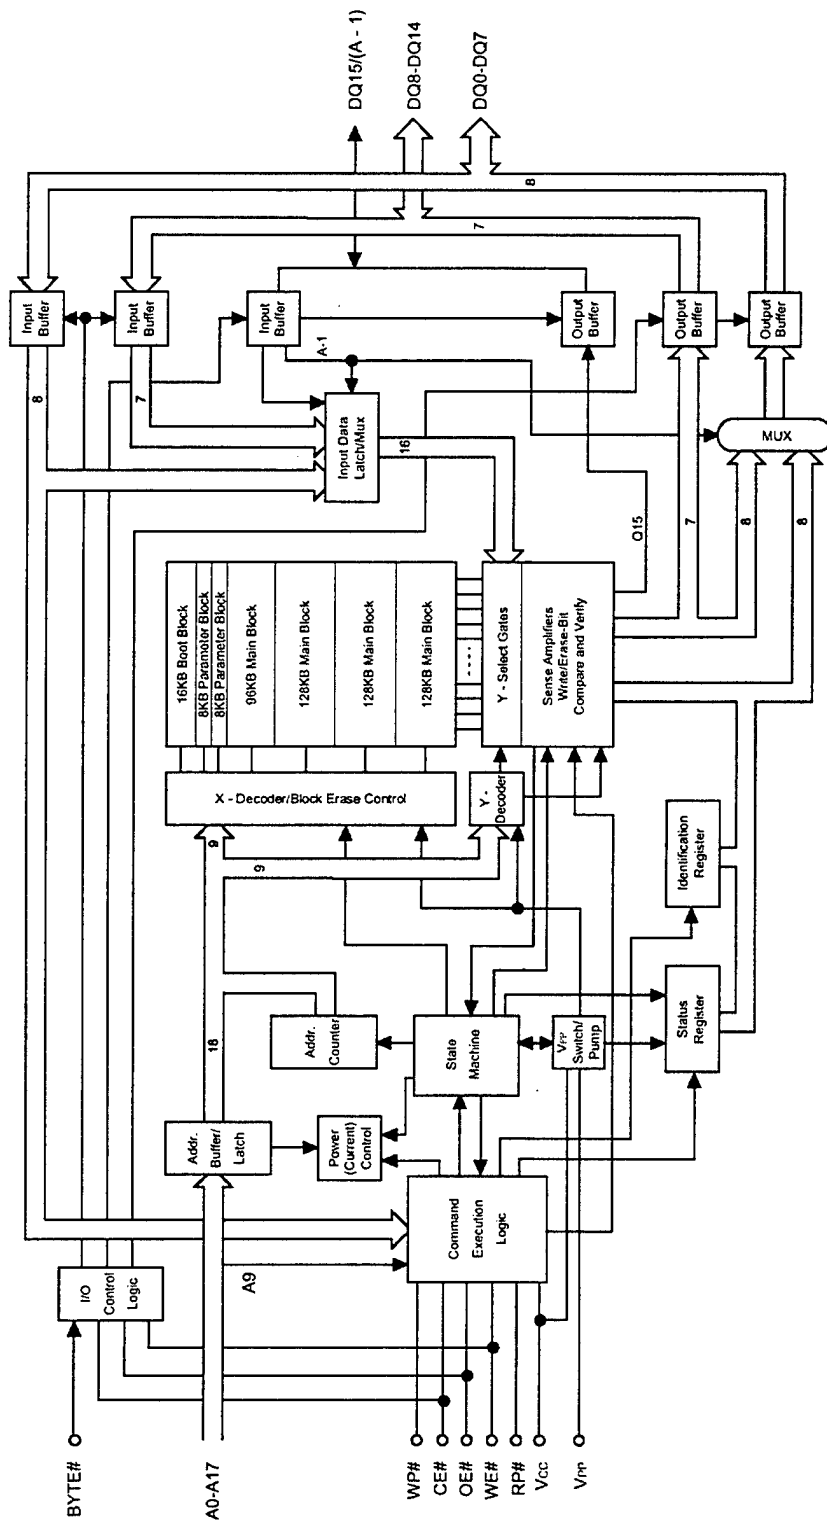 BYTE#
I/O
Control
Logic
A0-A17
A9
WP#
CE#
OE#
WE#
RP#
VCC
VPP
Addr.
Buffer/
Latch
Power
(Current)
Control
Command
Execution
Logic
18
Addr.
Counter
State
Machine
VPP
Switch/
Pump
Status
Register
Identification
Register
9
9
X - Decoder/Block Erase Control
Y -
Decoder
16KB Boot Block
8KB Parameter Block
8KB Parameter Block
96KB Main Block
128KB Main Block
128KB Main Block
128KB Main Block
Y - Select Gates
Sense Amplifiers
Write/Erase-Bit
Compare and Verify
8
7
A-1
Input Data
Latch/Mux
16
Q15
7
8
8
MUX
Input
Buffer
Input
Buffer
Input
Buffer
Output
Buffer
Output
Buffer
Output
Buffer
7
8
DQ15/(A - 1)
DQ8-DQ14
DQ0-DQ7